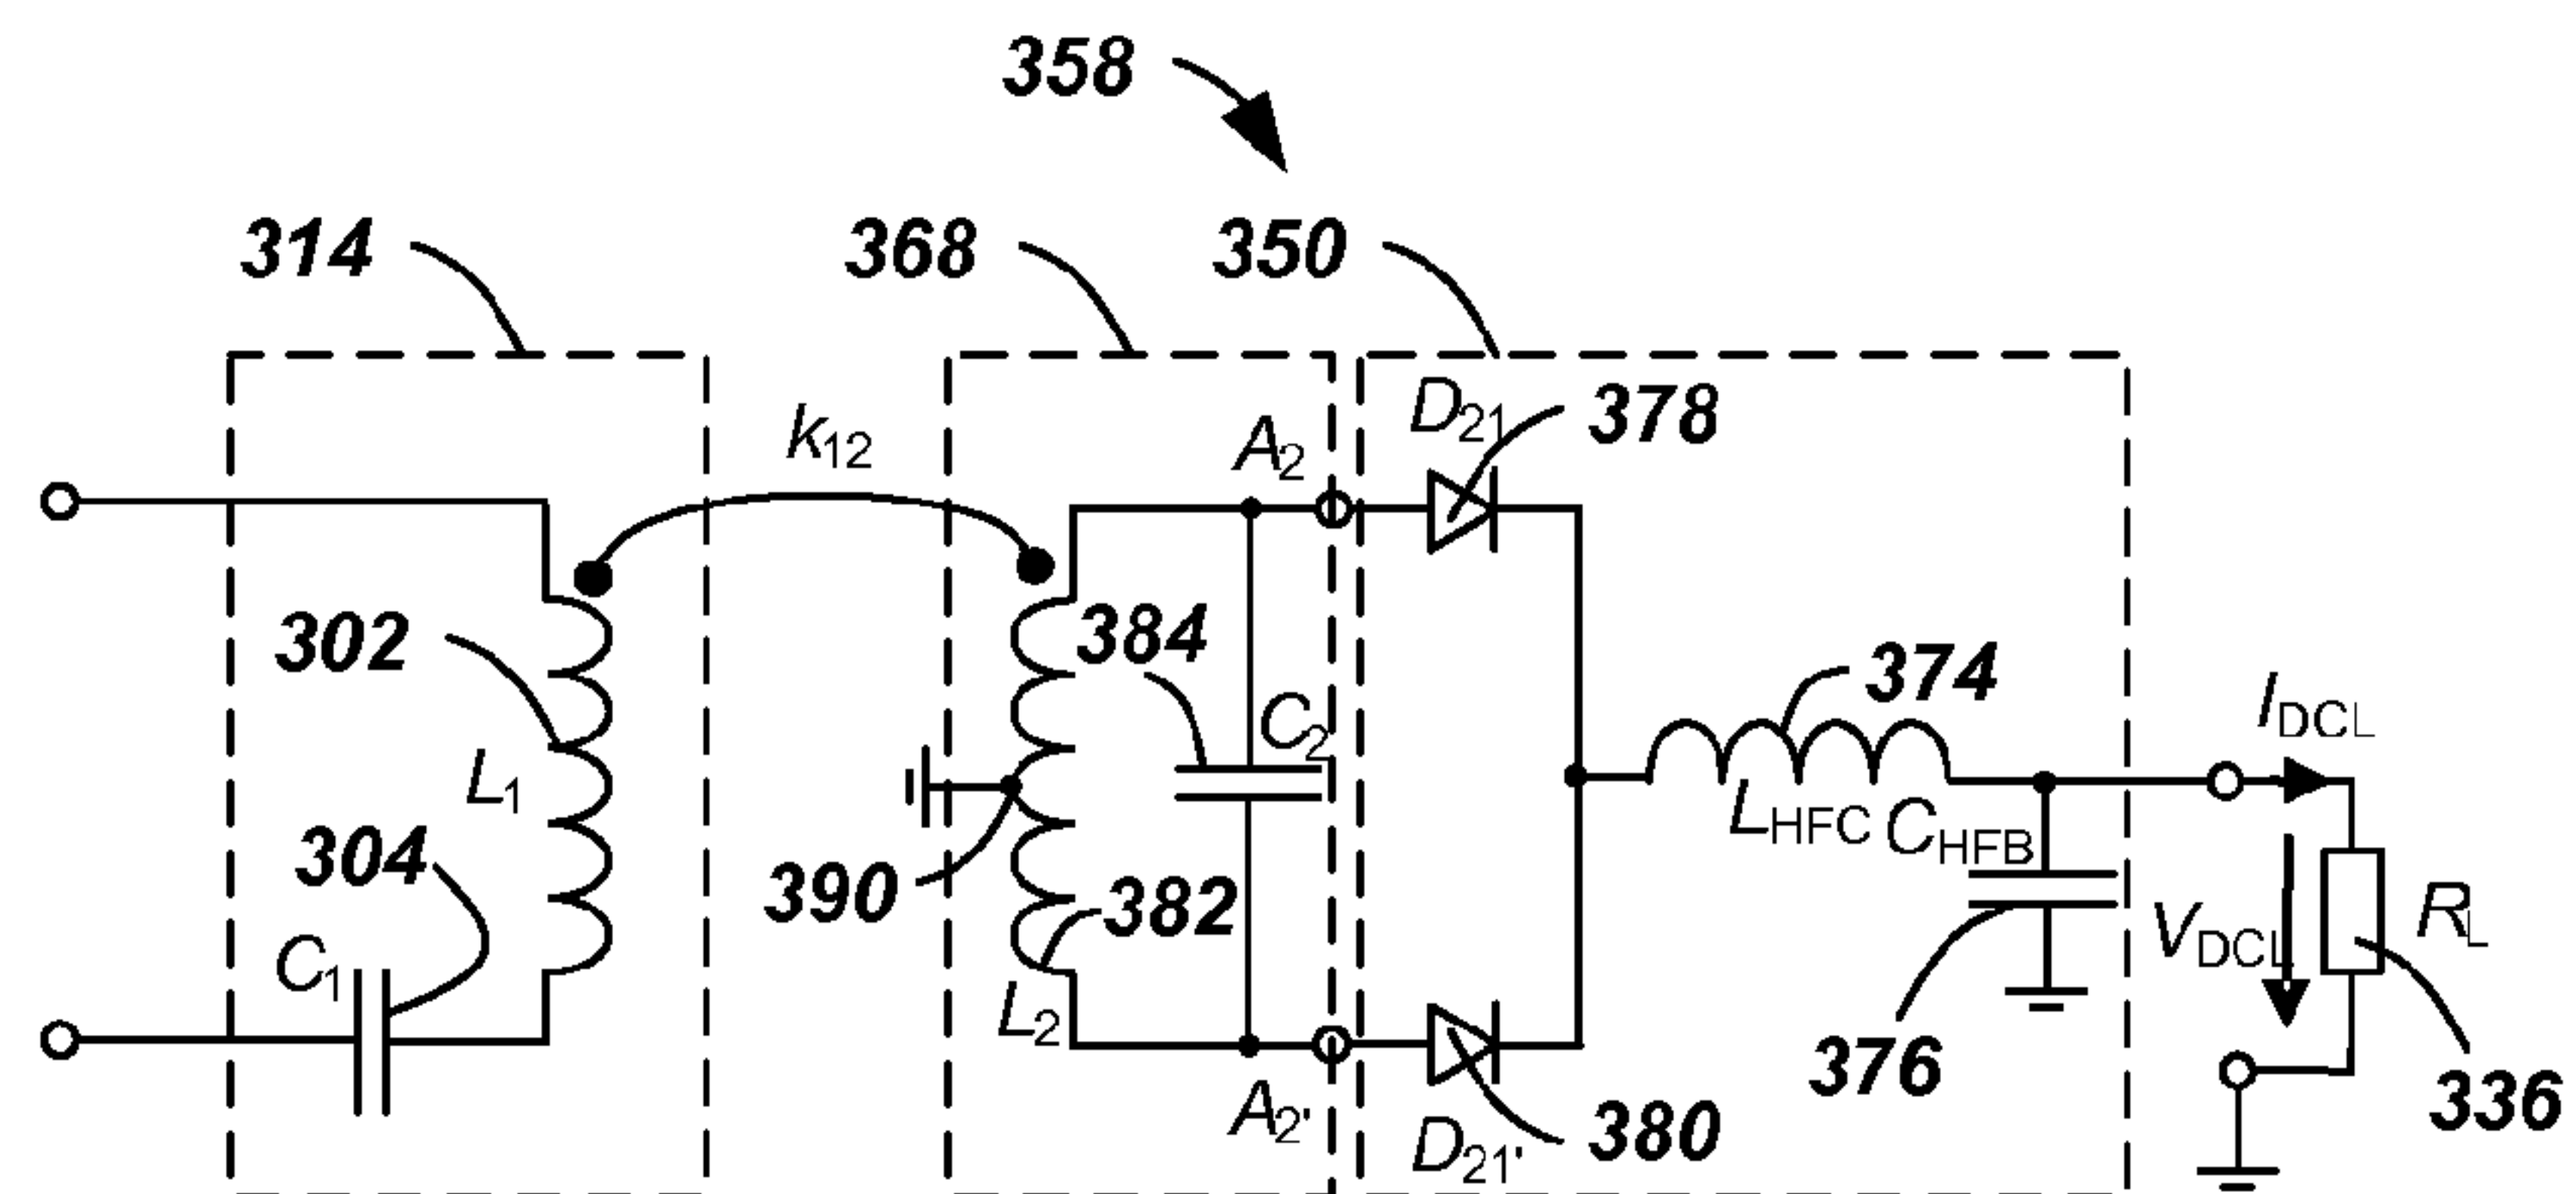 358
314
368
350
k12
A2
D21
378
302
384
C2
374
IDCL
L1
LHFC
CHFB
304
390
382
C1
L2
VDCL
RL
376
336
A2'
D21'
380